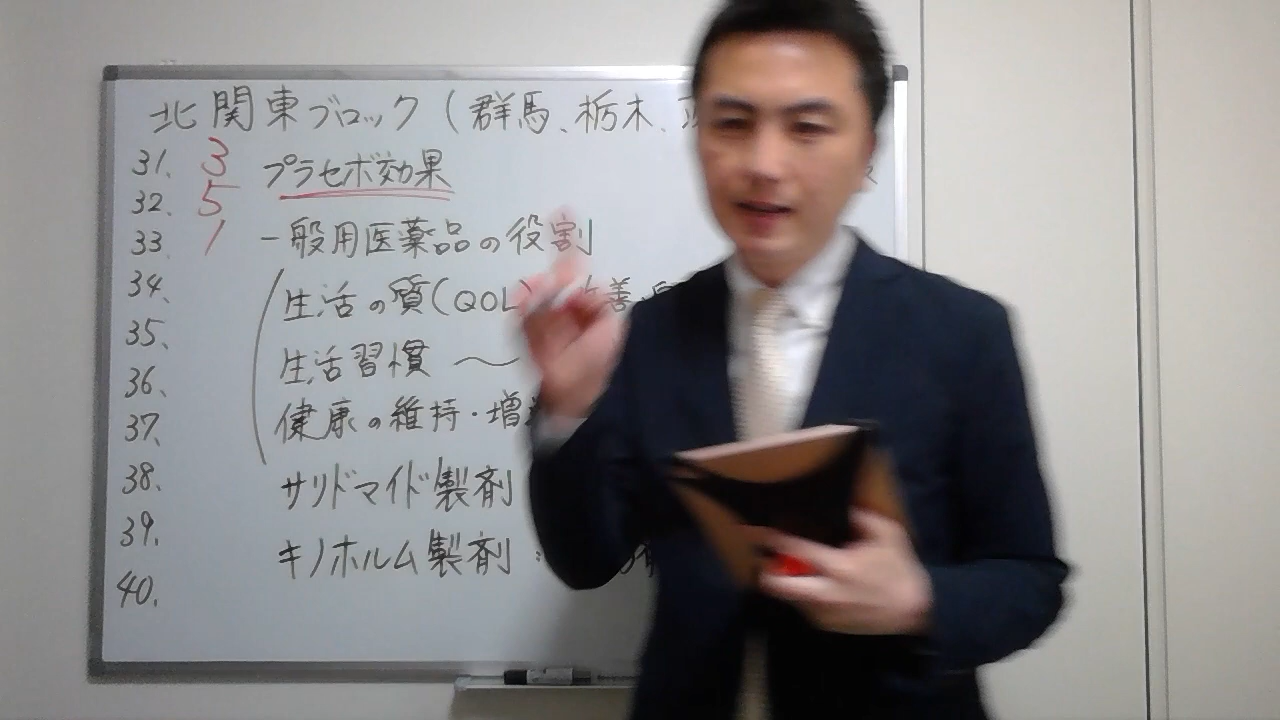 北関東ブロック(群馬、栃木、
31. 3 プラセボ効果
32. 5
33. 1 一般用医薬品の役割
34. 生活の質(QOL) 改善、
35. 生活習慣 〜
36.
37. 健康の維持・増
38. サリドマイド製剤
39. キノホルム製剤:
40.